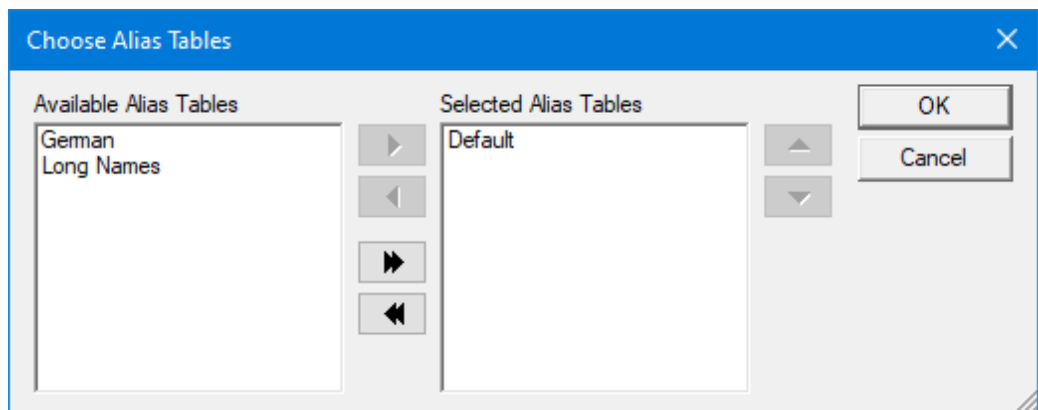 Choose Alias Tables
Available Alias Tables
German
Long Names
Selected Alias Tables
Default
OK
Cancel